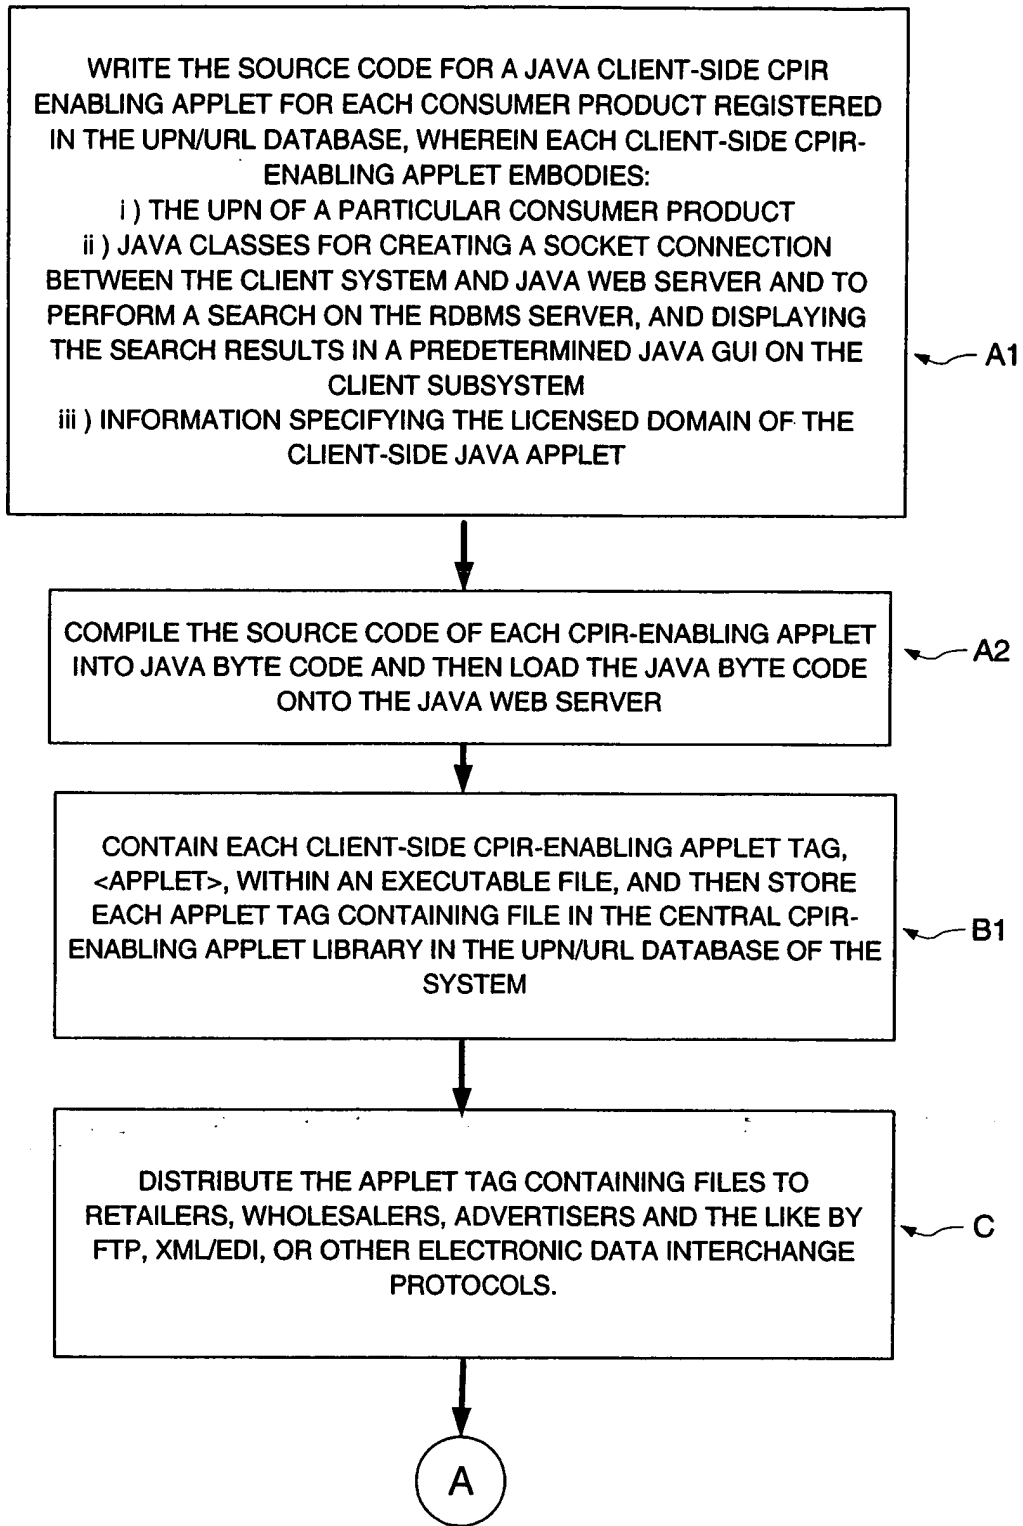 WRITE THE SOURCE CODE FOR A JAVA CLIENT-SIDE CPIR
ENABLING APPLET FOR EACH CONSUMER PRODUCT REGISTERED
IN THE UPN/URL DATABASE, WHEREIN EACH CLIENT-SIDE CPIR-
ENABLING APPLET EMBODIES:
i ) THE UPN OF A PARTICULAR CONSUMER PRODUCT
ii ) JAVA CLASSES FOR CREATING A SOCKET CONNECTION
BETWEEN THE CLIENT SYSTEM AND JAVA WEB SERVER AND TO
PERFORM A SEARCH ON THE RDBMS SERVER, AND DISPLAYING
THE SEARCH RESULTS IN A PREDETERMINED JAVA GUI ON THE
CLIENT SUBSYSTEM
iii ) INFORMATION SPECIFYING THE LICENSED DOMAIN OF THE
CLIENT-SIDE JAVA APPLET
A1
COMPILE THE SOURCE CODE OF EACH CPIR-ENABLING APPLET
INTO JAVA BYTE CODE AND THEN LOAD THE JAVA BYTE CODE
ONTO THE JAVA WEB SERVER
A2
CONTAIN EACH CLIENT-SIDE CPIR-ENABLING APPLET TAG,
<APPLET>, WITHIN AN EXECUTABLE FILE, AND THEN STORE
EACH APPLET TAG CONTAINING FILE IN THE CENTRAL CPIR-
ENABLING APPLET LIBRARY IN THE UPN/URL DATABASE OF THE
SYSTEM
B1
DISTRIBUTE THE APPLET TAG CONTAINING FILES TO
RETAILERS, WHOLESALERS, ADVERTISERS AND THE LIKE BY
FTP, XML/EDI, OR OTHER ELECTRONIC DATA INTERCHANGE
PROTOCOLS.
C
A